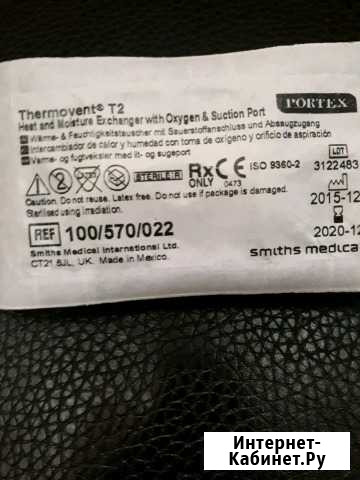 Thermovent® T2
PORTEX
Heat and Moisture Exchanger with Oxygen & Suction Port
Wärme- & Feuchtigkeitstauscher mit Sauerstoffanschluss und Absaugzugang
Intercambiador de calor y humedad con toma de oxígeno y orificio de aspiración
Varme- og fugtveksler med ilt- og sugeport
LOT
3122483
STERILE R
Rx ONLY
CE
0473
ISO 9360-2
2015-12
Caution. Do not reuse. Latex free. Do not use if package is damaged.
Sterilised using irradiation.
2020-12
REF 100/570/022
Smiths Medical International Ltd.
CT21 6JL, UK. Made in Mexico.
smiths medical
Интернет-
Кабинет.Ру